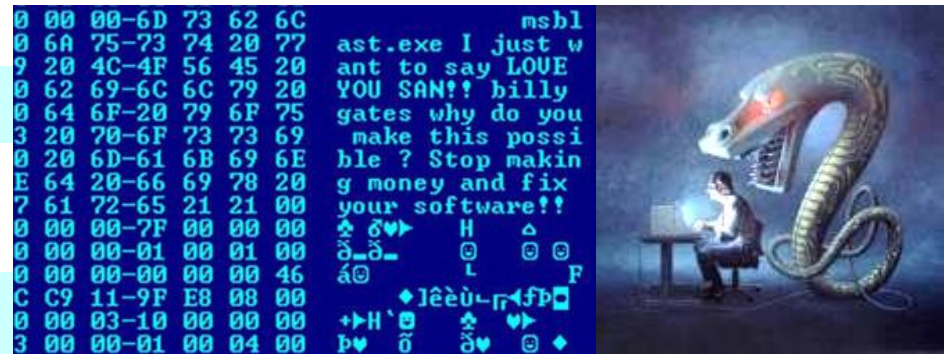 0 00 00-6D 73 62 6C msbl
0 6A 75-73 74 20 77 ast.exe I just w
9 20 4C-4F 56 45 20 ant to say LOVE
0 62 69-6C 6C 79 20 YOU SAN!! billy
0 64 6F-20 79 6F 75 gates why do you
3 20 70-6F 73 73 69 make this possi
0 20 6D-61 6B 69 6E ble ? Stop makin
E 64 20-66 69 78 20 g money and fix
7 61 72-65 21 21 00 your software!!
0 00 00-7F 00 00 00 ♣ ♂♥► H ⌂
0 00 00-01 00 01 00 ð_ð_ ☺ ☺ ☺
0 00 00-00 00 00 46 á☺ └ F
C C9 11-9F E8 08 00
0 00 03-10 00 00 00 +►H`☺ ♣ ♥►
3 00 00-01 00 04 00 Þ♥ õ ð♥ ☺ ♦